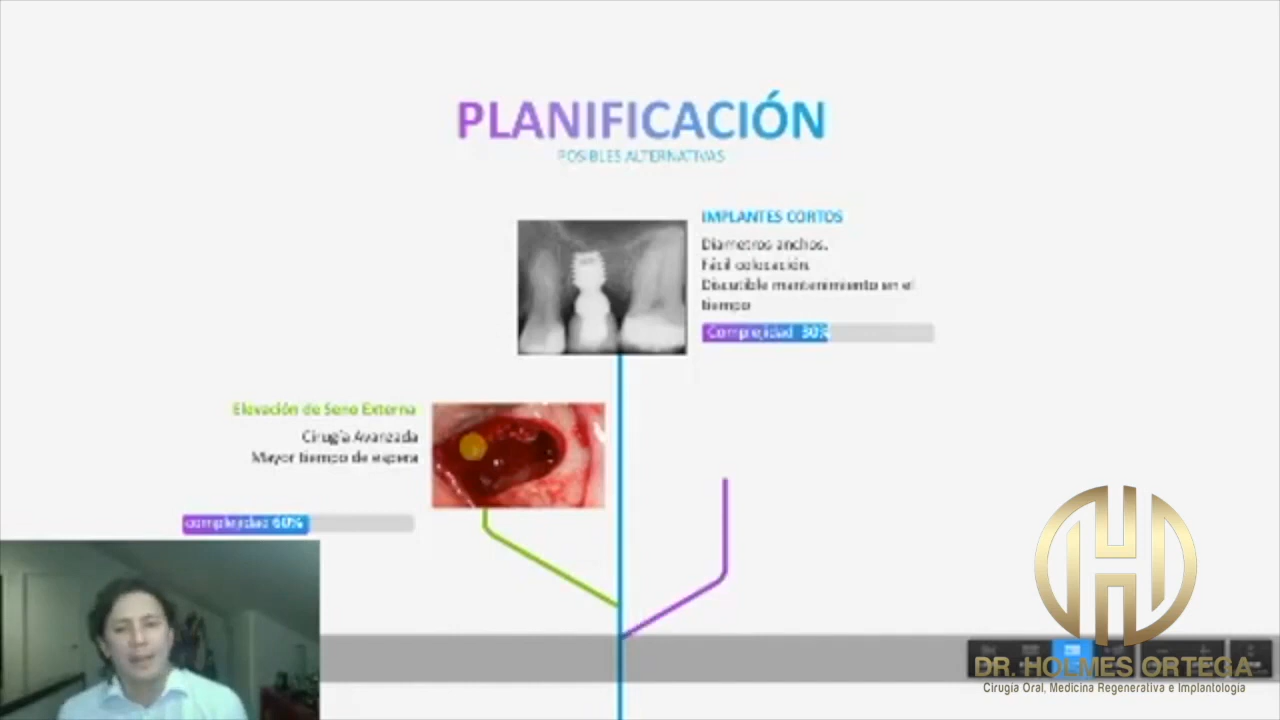 PLANIFICACIÓN
POSIBLES ALTERNATIVAS
IMPLANTES CORTOS
Diametros anchos.
Fácil colocación.
Discutible mantenimiento en el
tiempo
Complejidad 30%
Elevación de Seno Externa
Cirugía Avanzada
Mayor tiempo de espera
complejidad 60%
DR. HOLMES ORTEGA
Cirugía Oral, Medicina Regenerativa e Implantología